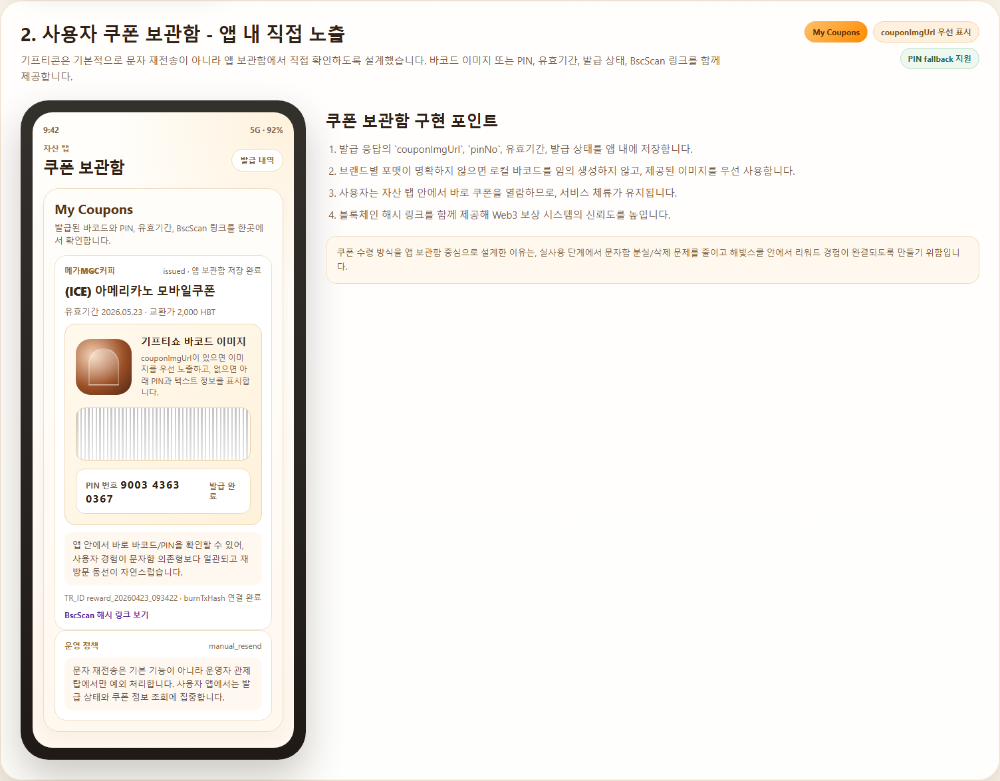 2. 사용자 쿠폰 보관함 - 앱 내 직접 노출
기프티콘은 기본적으로 문자 재전송이 아니라 앱 보관함에서 직접 확인하도록 설계했습니다. 바코드 이미지 또는 PIN, 유효기간, 발급 상태, BscScan 링크를 함께
제공합니다.
My Coupons
couponImgUrl 우선 표시
PIN fallback 지원
9:42
5G · 92%
자산 탭
쿠폰 보관함
발급 내역
My Coupons
발급된 바코드와 PIN, 유효기간, BscScan 링크를 한곳에
서 확인합니다.
메가MGC커피
issued · 앱 보관함 저장 완료
(ICE) 아메리카노 모바일쿠폰
유효기간 2026.05.23 · 교환가 2,000 HBT
기프티쇼 바코드 이미지
couponImgUrl이 있으면 이미
지를 우선 노출하고, 없으면 아
래 PIN과 텍스트 정보를 표시합
니다.
PIN 번호 9003 4363
0367
발급 완
료
앱 안에서 바로 바코드/PIN을 확인할 수 있어,
사용자 경험이 문자함 의존형보다 일관되고 재
방문 동선이 자연스럽습니다.
TR_ID reward_20260423_093422 · burnTxHash 연결 완료
BscScan 해시 링크 보기
운영 정책
manual_resend
문자 재전송은 기본 기능이 아니라 운영자 관제
탑에서만 예외 처리합니다. 사용자 앱에서는 발
급 상태와 쿠폰 정보 조회에 집중합니다.
쿠폰 보관함 구현 포인트
1. 발급 응답의 `couponImgUrl`, `pinNo`, 유효기간, 발급 상태를 앱 내에 저장합니다.
2. 브랜드별 포맷이 명확하지 않으면 로컬 바코드를 임의 생성하지 않고, 제공된 이미지를 우선 사용합니다.
3. 사용자는 자산 탭 안에서 바로 쿠폰을 열람하므로, 서비스 체류가 유지됩니다.
4. 블록체인 해시 링크를 함께 제공해 Web3 보상 시스템의 신뢰도를 높입니다.
쿠폰 수령 방식을 앱 보관함 중심으로 설계한 이유는, 실사용 단계에서 문자함 분실/삭제 문제를 줄이고 해빛스쿨 안에서 리워드 경험이 완결되도록 만들기 위함입니
다.